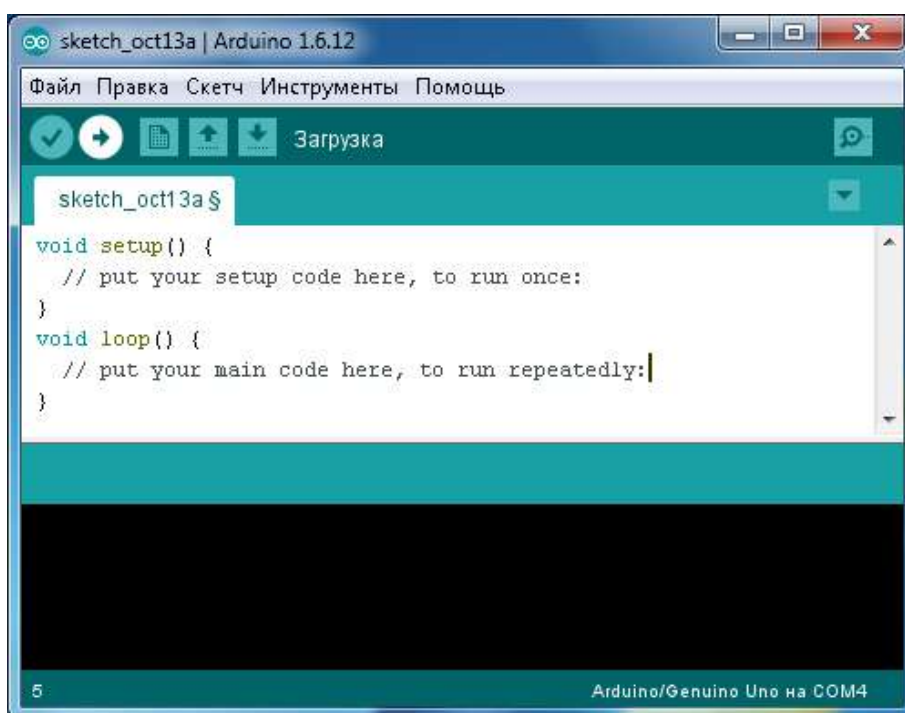 sketch_oct13a | Arduino 1.6.12
Файл Правка Скетч Инструменты Помощь
Загрузка
sketch_oct13a §
void setup() {
  // put your setup code here, to run once:
}
void loop() {
  // put your main code here, to run repeatedly:
}
5
Arduino/Genuino Uno на COM4